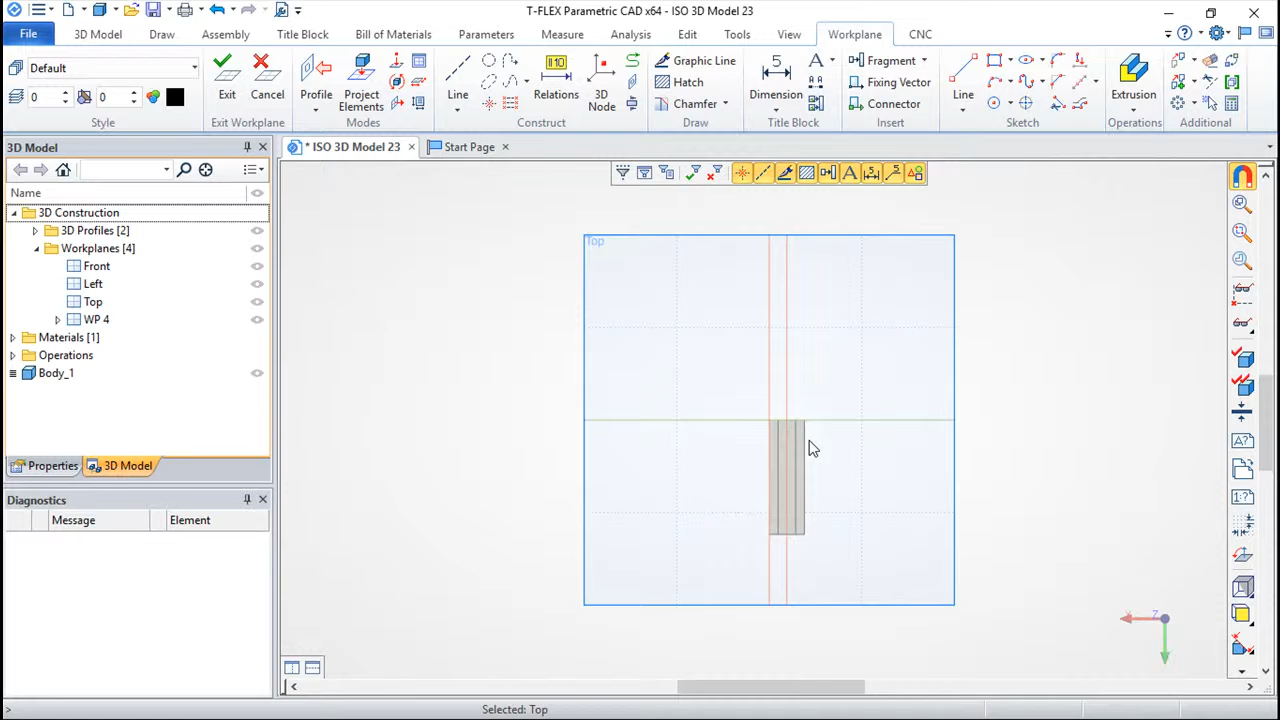 T-FLEX Parametric CAD x64 - ISO 3D Model 23
File 3D Model Draw Assembly Title Block Bill of Materials Parameters Measure Analysis Edit Tools View Workplane CNC
Default
0 0
Style
Exit Cancel
Exit Workplane
Profile Project Elements
Modes
Line Relations 3D Node
Construct
Graphic Line
Hatch
Chamfer
Draw
Dimension
Title Block
Fragment
Fixing Vector
Connector
Insert
Line
Sketch
Extrusion
Operations
Additional
3D Model
* ISO 3D Model 23 Start Page
Name
3D Construction
3D Profiles [2]
Workplanes [4]
Front
Left
Top
WP 4
Materials [1]
Operations
Body_1
Properties 3D Model
Diagnostics
Message Element
Top
X Z
Selected: Top